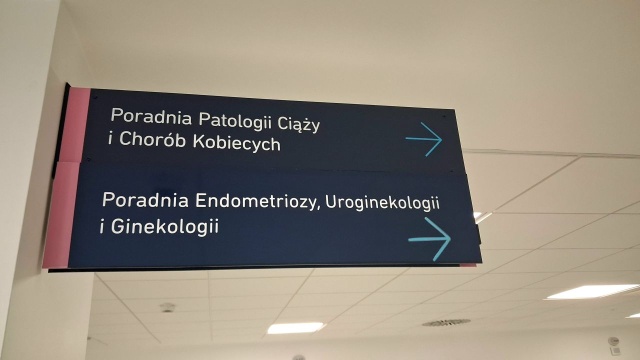 Poradnia Patologii Ciąży
i Chorób Kobiecych
Poradnia Endometriozy, Uroginekologii
i Ginekologii